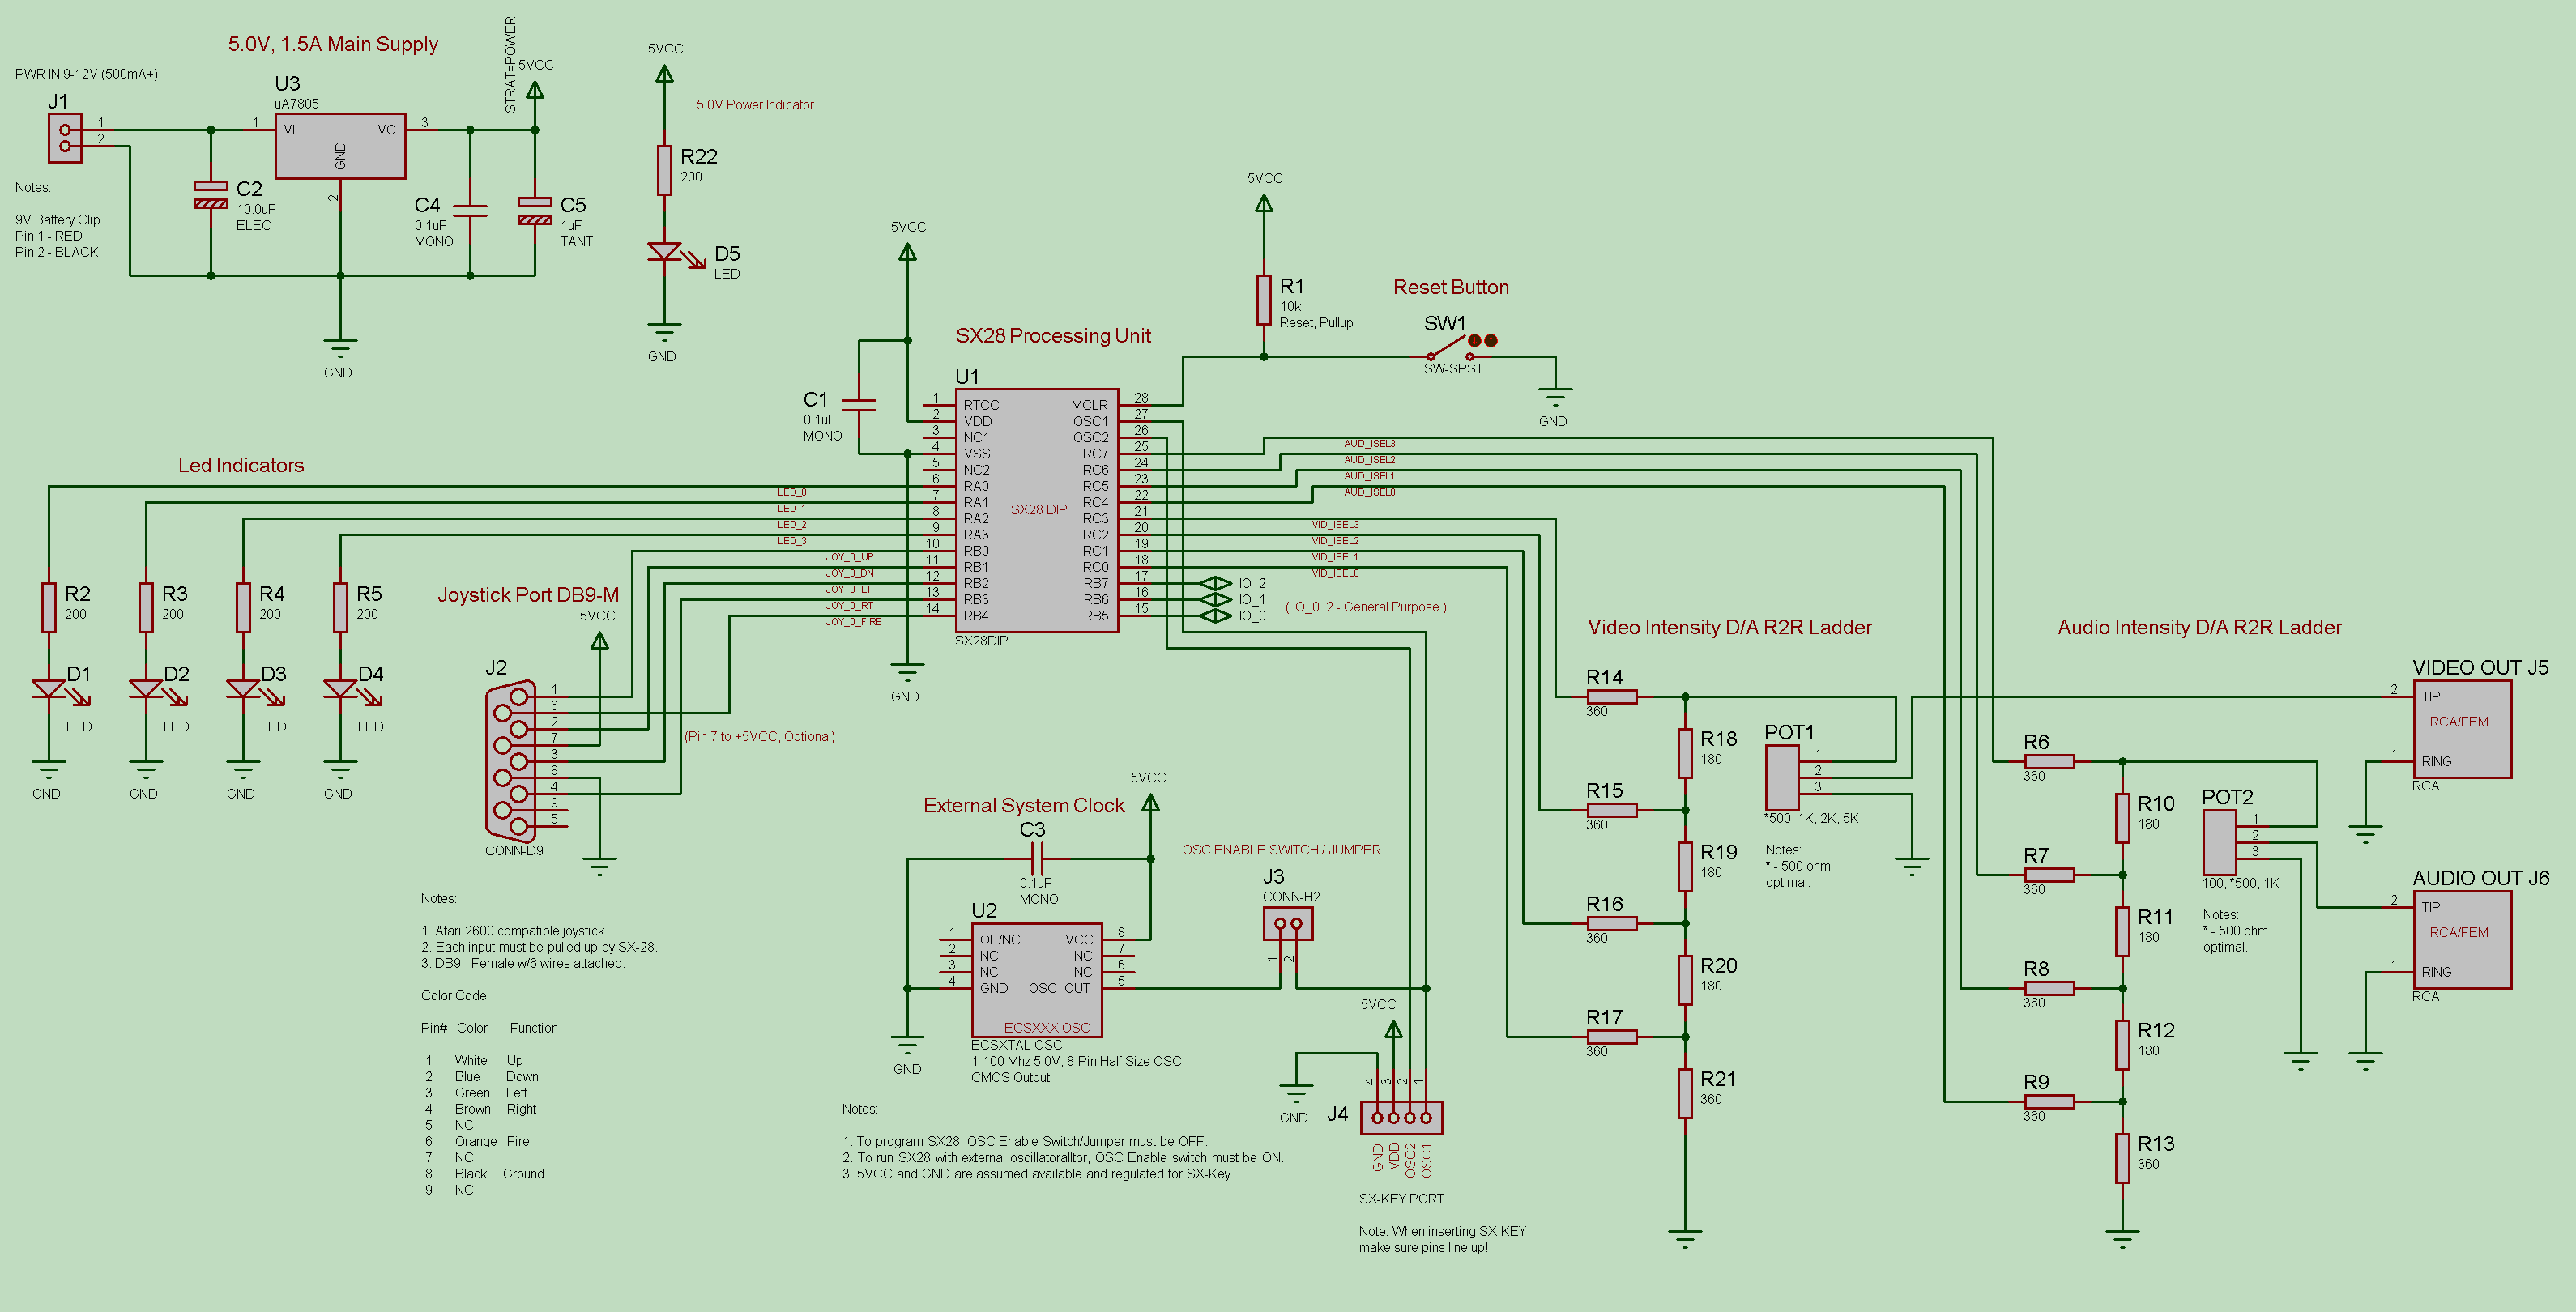 5.0V, 1.5A Main Supply
PWR IN 9-12V (500mA+)
J1
1
2
U3
uA7805
1
VI
VO
3
GND
2
STRAT=POWER
5VCC
Notes:
9V Battery Clip
Pin 1 - RED
Pin 2 - BLACK
C2
10.0uF
ELEC
C4
0.1uF
MONO
C5
1uF
TANT
GND
5VCC
5.0V Power Indicator
R22
200
D5
LED
GND
5VCC
C1
0.1uF
MONO
SX28 Processing Unit
U1
1 RTCC
2 VDD
3 NC1
4 VSS
5 NC2
6 RA0
7 RA1
8 RA2
9 RA3
10 RB0
11 RB1
12 RB2
13 RB3
14 RB4
SX28 DIP
MCLR 28
OSC1 27
OSC2 26
RC7 25
RC6 24
RC5 23
RC4 22
RC3 21
RC2 20
RC1 19
RC0 18
RB7 17
RB6 16
RB5 15
SX28DIP
GND
5VCC
R1
10k
Reset, Pullup
Reset Button
SW1
SW-SPST
GND
AUD_ISEL3
AUD_ISEL2
AUD_ISEL1
AUD_ISEL0
VID_ISEL3
VID_ISEL2
VID_ISEL1
VID_ISEL0
IO_2
IO_1
IO_0
( IO_0..2 - General Purpose )
Led Indicators
LED_0
LED_1
LED_2
LED_3
JOY_0_UP
JOY_0_DN
JOY_0_LT
JOY_0_RT
JOY_0_FIRE
R2
200
R3
200
R4
200
R5
200
D1
LED
D2
LED
D3
LED
D4
LED
GND
GND
GND
GND
Joystick Port DB9-M
5VCC
J2
1
6
2
7
3
8
4
9
5
CONN-D9
(Pin 7 to +5VCC, Optional)
Notes:
1. Atari 2600 compatible joystick.
2. Each input must be pulled up by SX-28.
3. DB9 - Female w/6 wires attached.
Color Code
Pin# Color Function
1 White Up
2 Blue Down
3 Green Left
4 Brown Right
5 NC
6 Orange Fire
7 NC
8 Black Ground
9 NC
External System Clock
5VCC
C3
0.1uF
MONO
U2
1 OE/NC
2 NC
3 NC
4 GND
VCC 8
NC 7
NC 6
OSC_OUT 5
ECSXXX OSC
ECSXTAL OSC
1-100 Mhz 5.0V, 8-Pin Half Size OSC
CMOS Output
GND
OSC ENABLE SWITCH / JUMPER
J3
CONN-H2
1
2
Notes:
1. To program SX28, OSC Enable Switch/Jumper must be OFF.
2. To run SX28 with external oscillatoralltor, OSC Enable switch must be ON.
3. 5VCC and GND are assumed available and regulated for SX-Key.
5VCC
GND
J4
4
3
2
1
GND
VDD
OSC2
OSC1
SX-KEY PORT
Note: When inserting SX-KEY
make sure pins line up!
Video Intensity D/A R2R Ladder
R14
360
R15
360
R16
360
R17
360
R18
180
R19
180
R20
180
R21
360
POT1
1
2
3
*500, 1K, 2K, 5K
Notes:
* - 500 ohm
optimal.
Audio Intensity D/A R2R Ladder
R6
360
R7
360
R8
360
R9
360
R10
180
R11
180
R12
180
R13
360
POT2
1
2
3
100, *500, 1K
Notes:
* - 500 ohm
optimal.
VIDEO OUT J5
2 TIP
RCA/FEM
1 RING
RCA
AUDIO OUT J6
2 TIP
RCA/FEM
1 RING
RCA